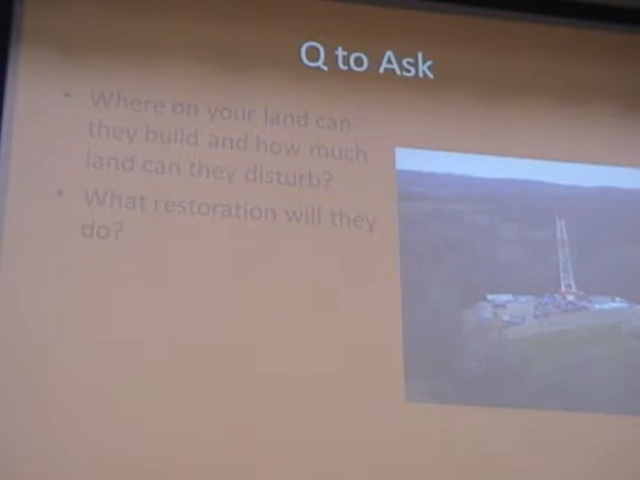 Q to Ask
• Where on your land can
they build and how much
land can they disturb?
• What restoration will they
do?